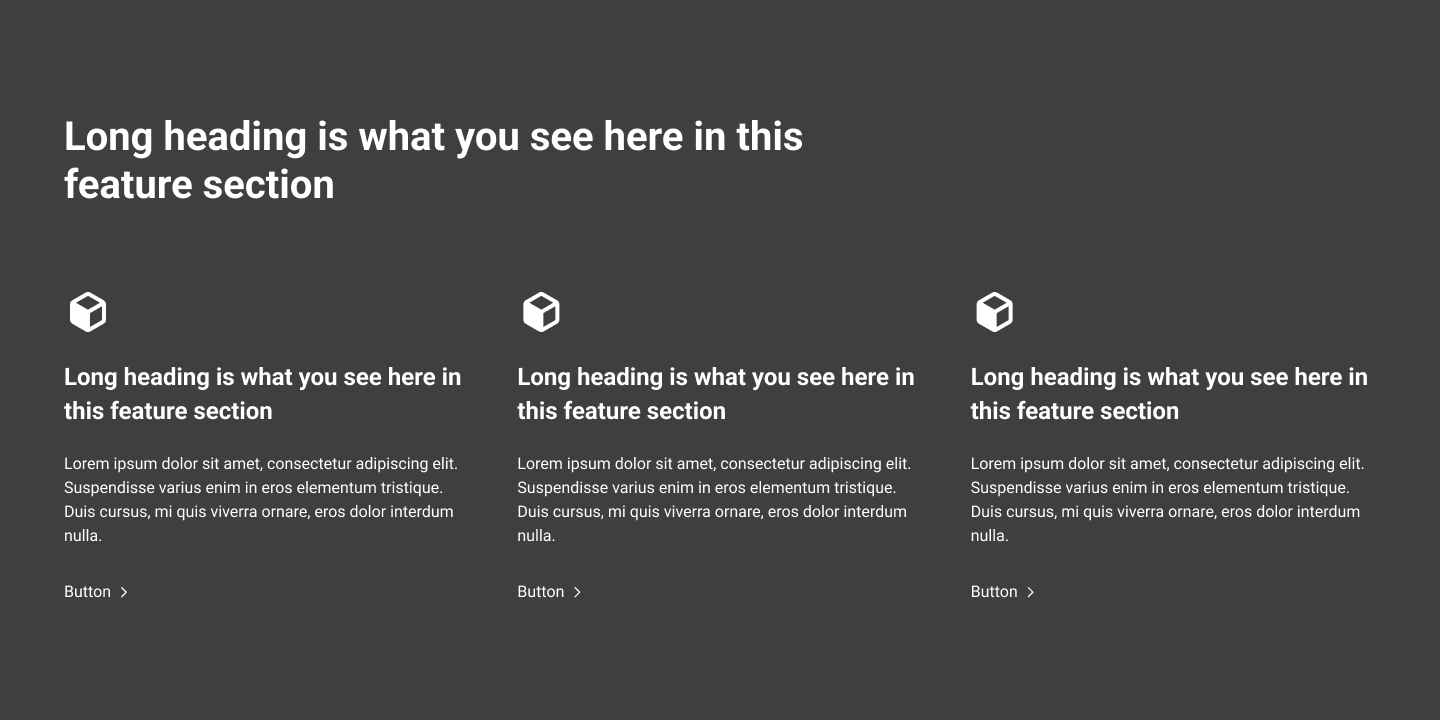 Long heading is what you see here in this
feature section
Long heading is what you see here in
this feature section
Lorem ipsum dolor sit amet, consectetur adipiscing elit.
Suspendisse varius enim in eros elementum tristique.
Duis cursus, mi quis viverra ornare, eros dolor interdum
nulla.
Button
Long heading is what you see here in
this feature section
Lorem ipsum dolor sit amet, consectetur adipiscing elit.
Suspendisse varius enim in eros elementum tristique.
Duis cursus, mi quis viverra ornare, eros dolor interdum
nulla.
Button
Long heading is what you see here in
this feature section
Lorem ipsum dolor sit amet, consectetur adipiscing elit.
Suspendisse varius enim in eros elementum tristique.
Duis cursus, mi quis viverra ornare, eros dolor interdum
nulla.
Button